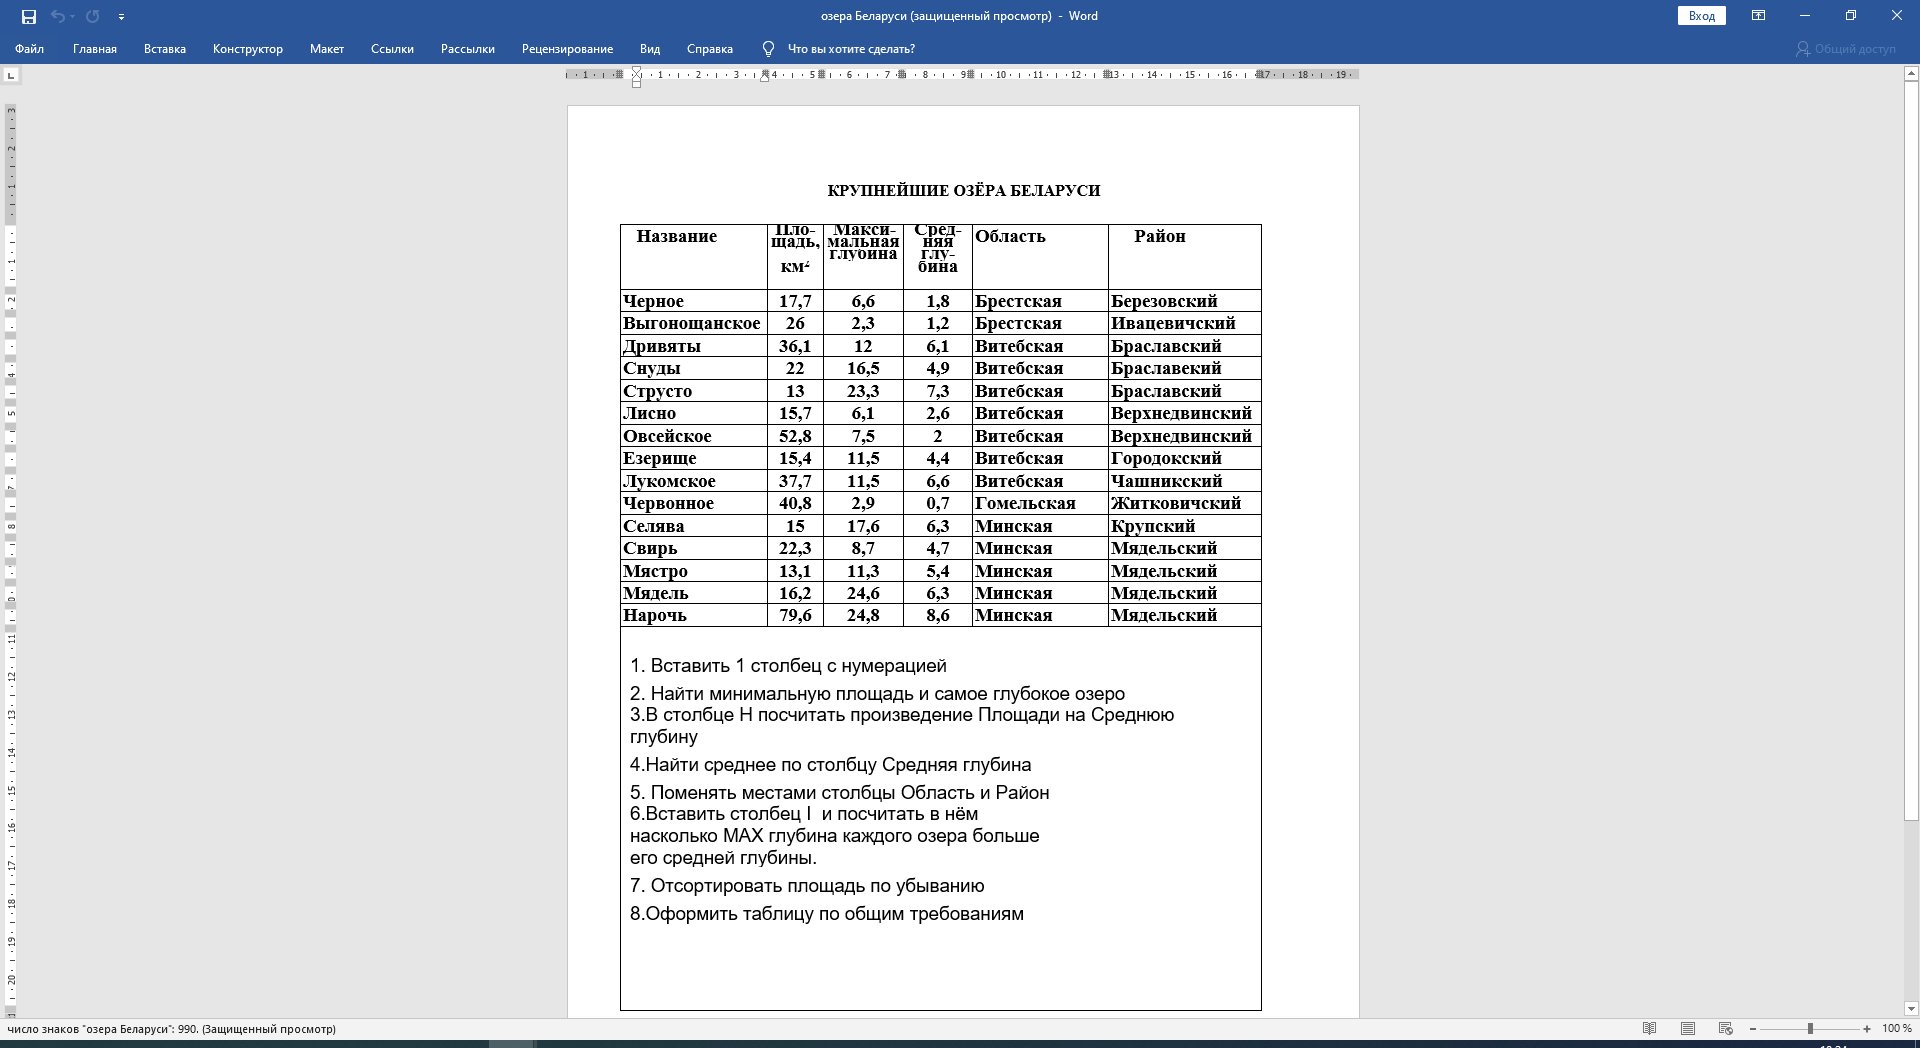 озера Беларуси (защищенный просмотр) - Word
Вход
Файл Главная Вставка Конструктор Макет Ссылки Рассылки Рецензирование Вид Справка Что вы хотите сделать? Общий доступ
КРУПНЕЙШИЕ ОЗЁРА БЕЛАРУСИ
Название Пло-щадь, км² Макси-мальная глубина Сред-няя глу-бина Область Район
Черное 17,7 6,6 1,8 Брестская Березовский
Выгонощанское 26 2,3 1,2 Брестская Ивацевичский
Дривяты 36,1 12 6,1 Витебская Браславский
Снуды 22 16,5 4,9 Витебская Браславекий
Струсто 13 23,3 7,3 Витебская Браславский
Лисно 15,7 6,1 2,6 Витебская Верхнедвинский
Овсейское 52,8 7,5 2 Витебская Верхнедвинский
Езерище 15,4 11,5 4,4 Витебская Городокский
Лукомское 37,7 11,5 6,6 Витебская Чашникский
Червонное 40,8 2,9 0,7 Гомельская Житковичский
Селява 15 17,6 6,3 Минская Крупский
Свирь 22,3 8,7 4,7 Минская Мядельский
Мястро 13,1 11,3 5,4 Минская Мядельский
Мядель 16,2 24,6 6,3 Минская Мядельский
Нарочь 79,6 24,8 8,6 Минская Мядельский
1. Вставить 1 столбец с нумерацией
2. Найти минимальную площадь и самое глубокое озеро
3.В столбце Н посчитать произведение Площади на Среднюю
глубину
4.Найти среднее по столбцу Средняя глубина
5. Поменять местами столбцы Область и Район
6.Вставить столбец I и посчитать в нём
насколько МАХ глубина каждого озера больше
его средней глубины.
7. Отсортировать площадь по убыванию
8.Оформить таблицу по общим требованиям
число знаков "озера Беларуси": 990. (Защищенный просмотр)
100 %